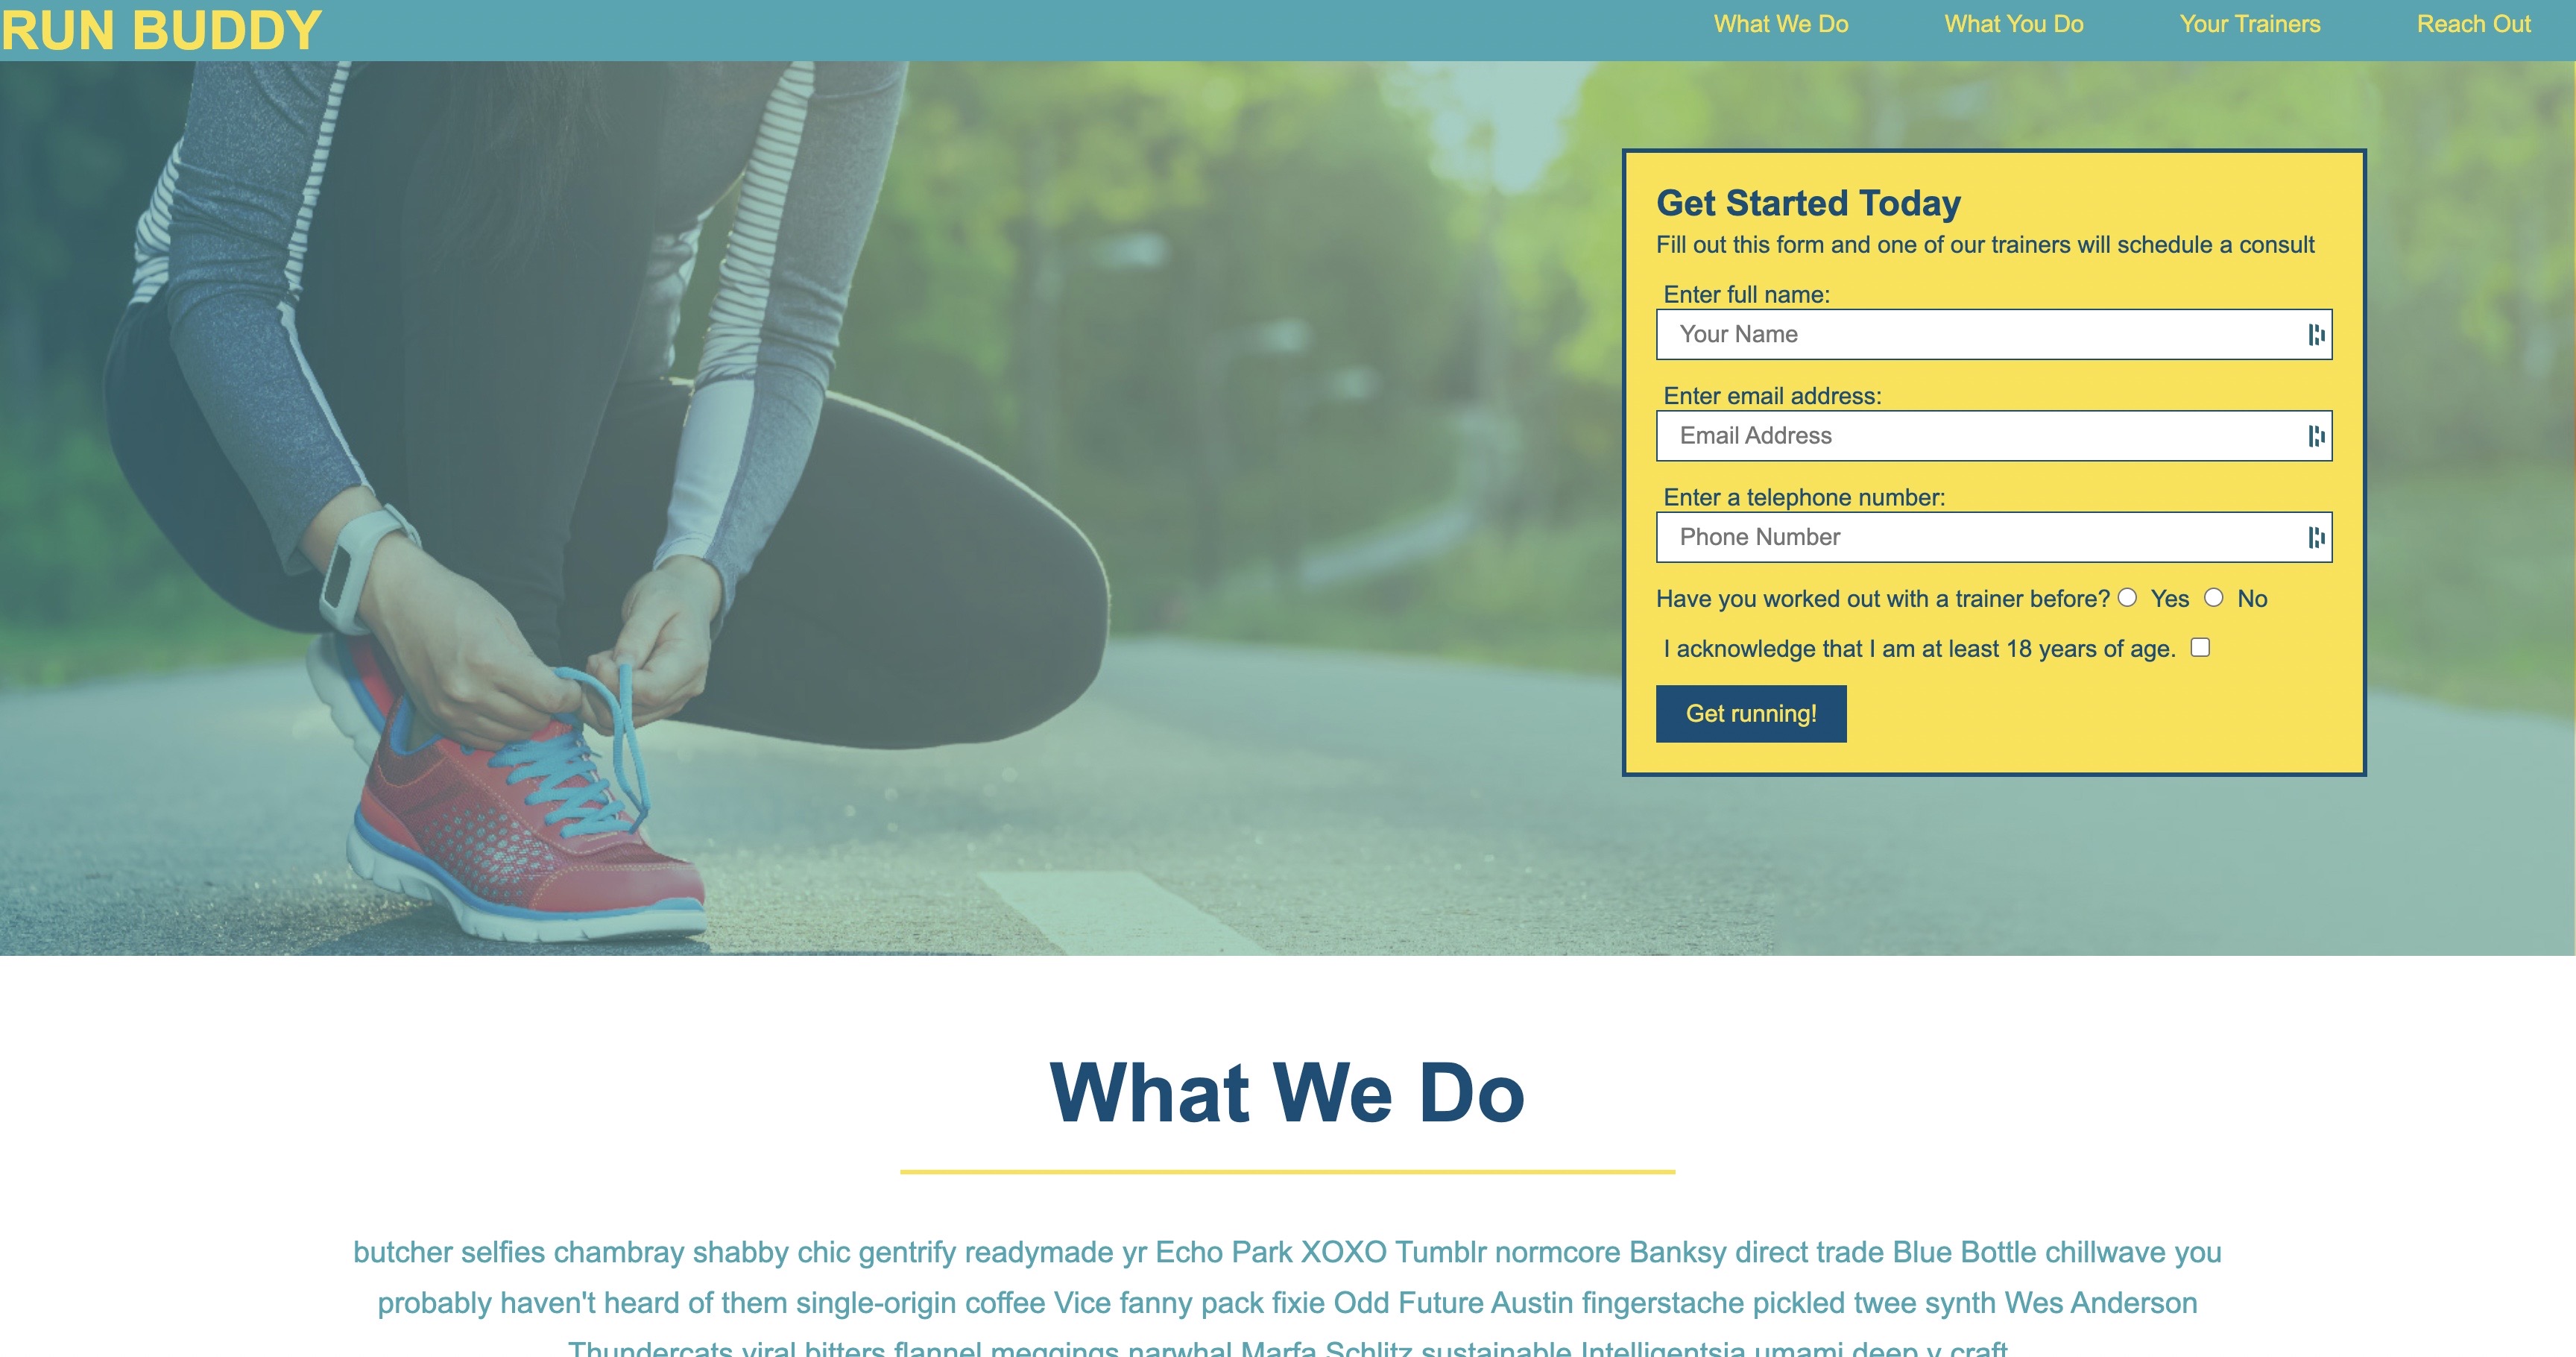 RUN BUDDY
What We Do What You Do Your Trainers Reach Out
Get Started Today
Fill out this form and one of our trainers will schedule a consult
Enter full name:
Your Name
Enter email address:
Email Address
Enter a telephone number:
Phone Number
Have you worked out with a trainer before? Yes No
I acknowledge that I am at least 18 years of age.
Get running!
What We Do
butcher selfies chambray shabby chic gentrify readymade yr Echo Park XOXO Tumblr normcore Banksy direct trade Blue Bottle chillwave you
probably haven't heard of them single-origin coffee Vice fanny pack fixie Odd Future Austin fingerstache pickled twee synth Wes Anderson
Thundercats viral bitters flannel meggings narwhal Marfa Schlitz sustainable Intelligentsia umami deep v craft